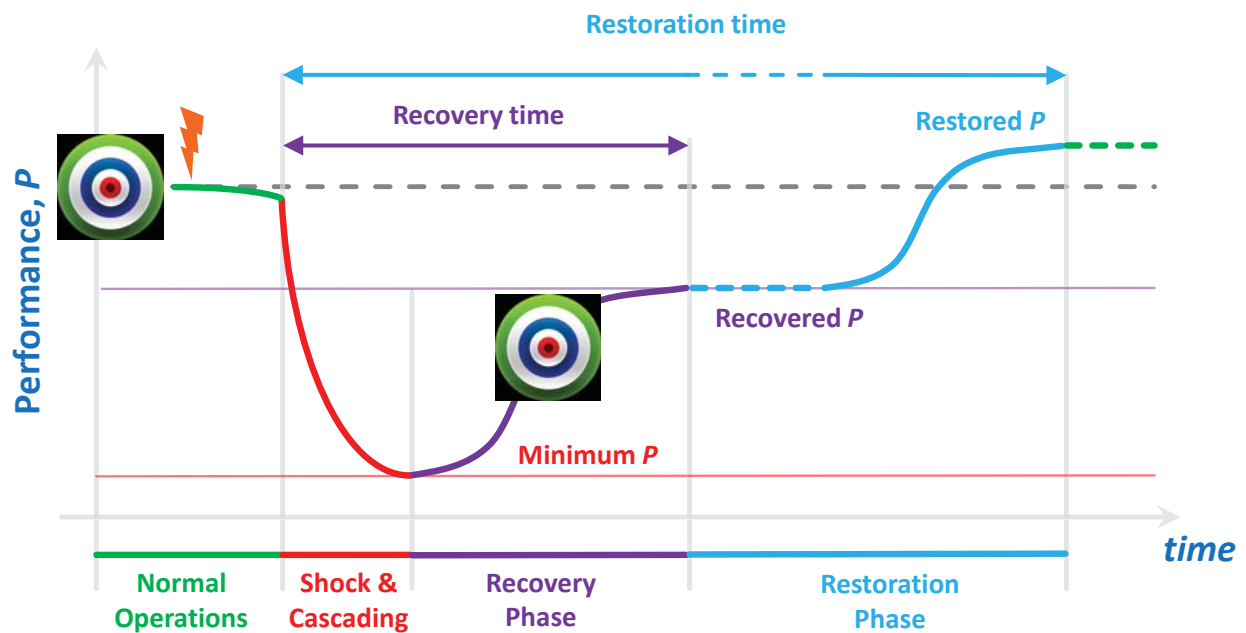 Restoration time
Recovery time
Restored P
Performance, P
Recovered P
Minimum P
time
Normal
Operations
Shock &
Cascading
Recovery
Phase
Restoration
Phase